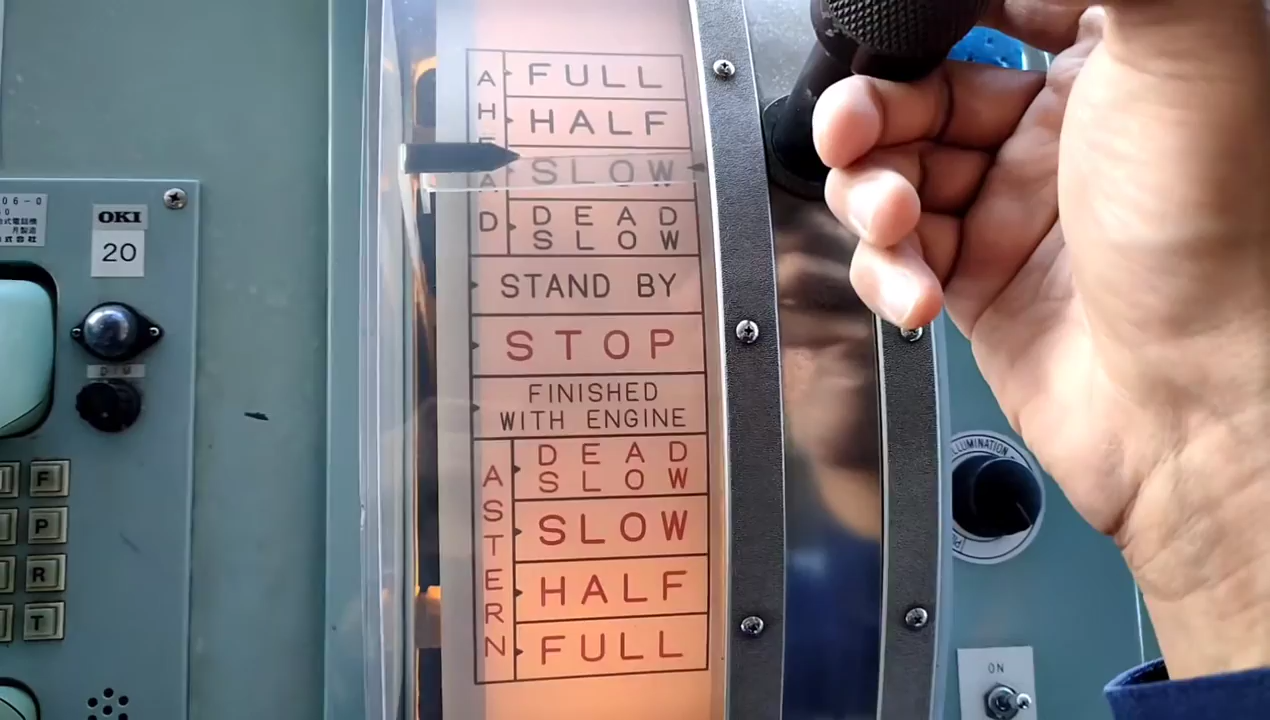 OKI
20
DIM
F
P
R
T
AHEAD
FULL
HALF
SLOW
DEAD
SLOW
STAND BY
STOP
FINISHED
WITH ENGINE
ASTERN
DEAD
SLOW
SLOW
HALF
FULL
ILLUMINATION
ON